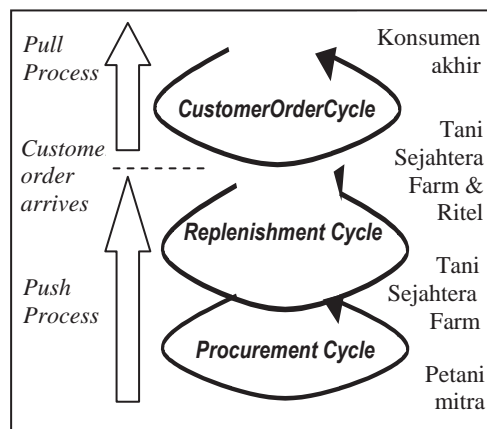 Pull
Process
Custome
order
arrives
Push
Process
CustomerOrderCycle
Replenishment Cycle
Procurement Cycle
Konsumen
akhir
Tani
Sejahtera
Farm &
Ritel
Tani
Sejahtera
Farm
Petani
mitra